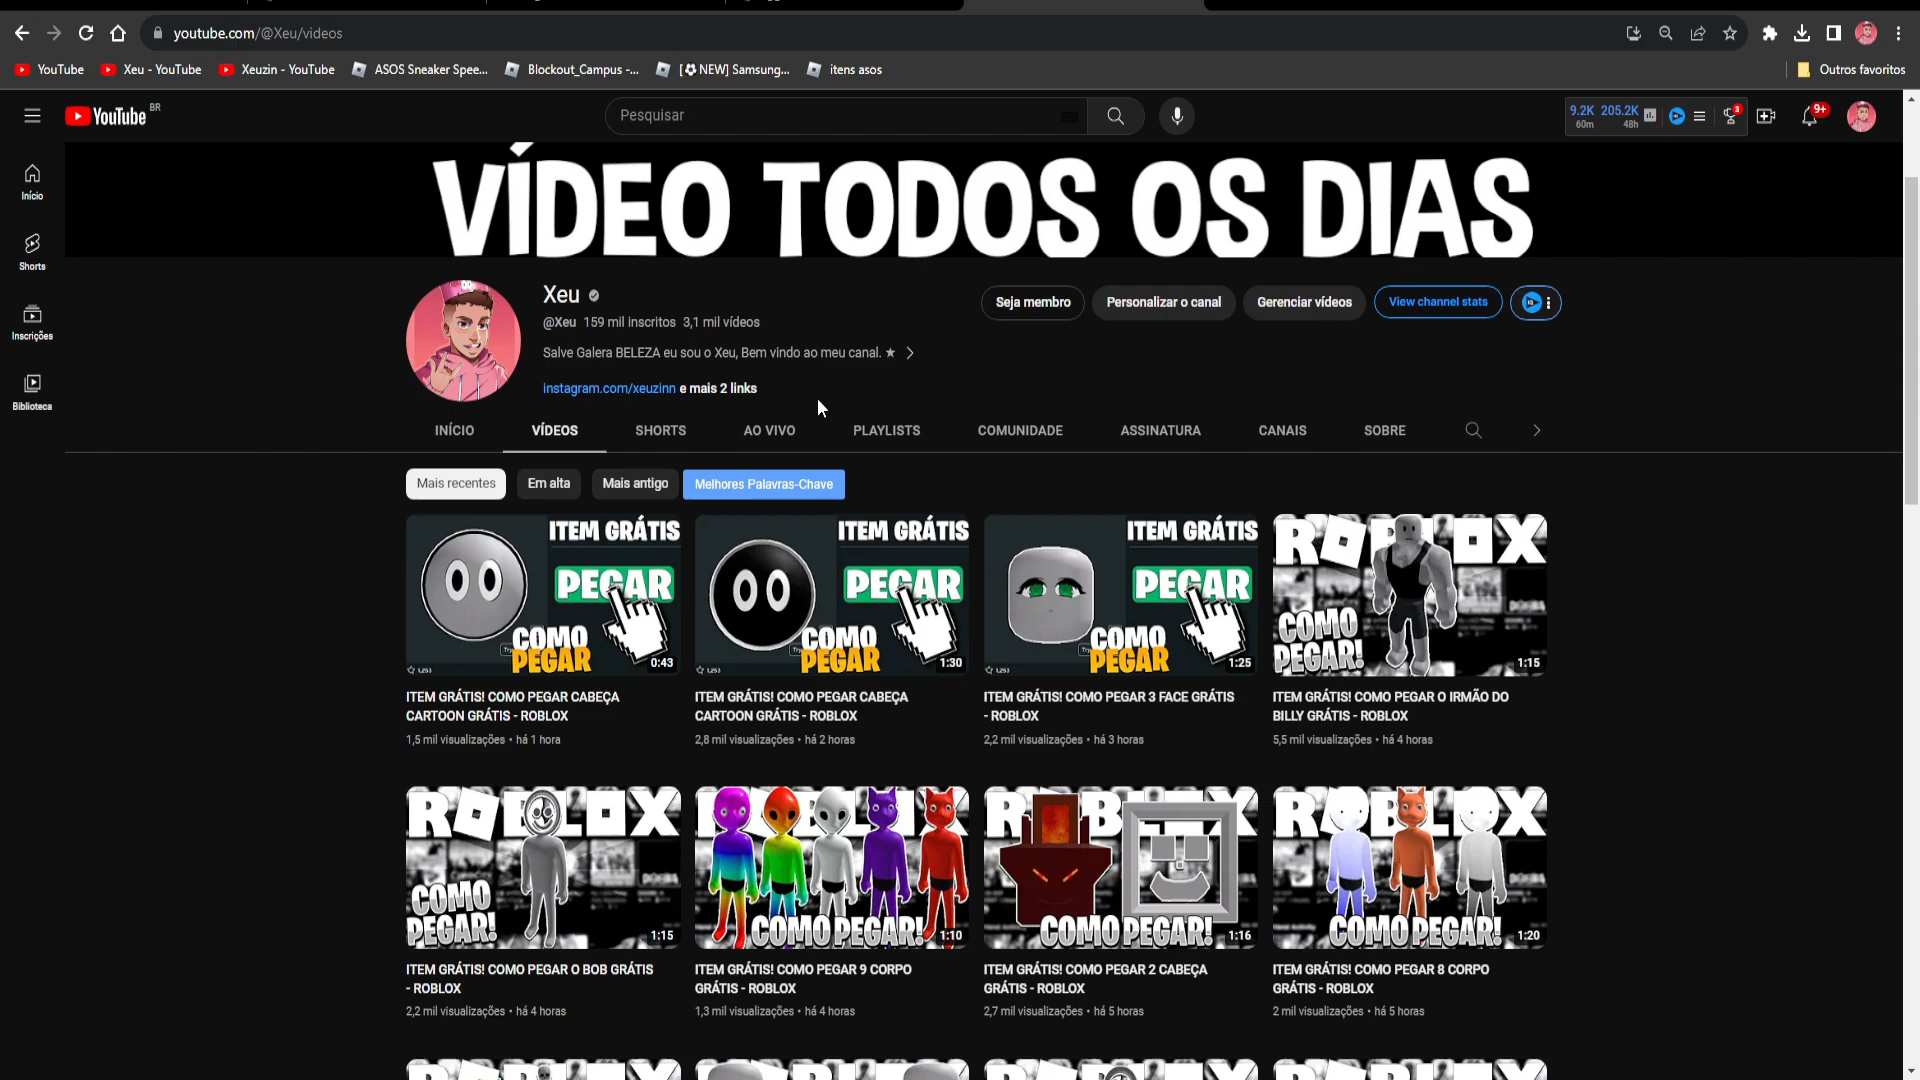 youtube.com/@Xeu/videos
YouTube
Xeu - YouTube
Xeuzin - YouTube
ASOS Sneaker Spee...
Blockout_Campus -...
[⚽NEW] Samsung...
itens asos
Outros favoritos
YouTube BR
Pesquisar
9.2K 205.2K
60m 48h
3
9+
Início
Shorts
Inscrições
Biblioteca
VÍDEO TODOS OS DIAS
Xeu
@Xeu 159 mil inscritos 3,1 mil vídeos
Salve Galera BELEZA eu sou o Xeu, Bem vindo ao meu canal. ★
instagram.com/xeuzinn e mais 2 links
Seja membro
Personalizar o canal
Gerenciar vídeos
View channel stats
INÍCIO
VÍDEOS
SHORTS
AO VIVO
PLAYLISTS
COMUNIDADE
ASSINATURA
CANAIS
SOBRE
Mais recentes
Em alta
Mais antigo
Melhores Palavras-Chave
ITEM GRÁTIS
PEGAR
COMO
PEGAR
1,253
0:43
ITEM GRÁTIS! COMO PEGAR CABEÇA
CARTOON GRÁTIS - ROBLOX
1,5 mil visualizações • há 1 hora
ITEM GRÁTIS
PEGAR
COMO
PEGAR
1,253
1:30
ITEM GRÁTIS! COMO PEGAR CABEÇA
CARTOON GRÁTIS - ROBLOX
2,8 mil visualizações • há 2 horas
ITEM GRÁTIS
PEGAR
COMO
PEGAR
1,253
1:25
ITEM GRÁTIS! COMO PEGAR 3 FACE GRÁTIS
- ROBLOX
2,2 mil visualizações • há 3 horas
ROBLOX
COMO
PEGAR!
1:15
ITEM GRÁTIS! COMO PEGAR O IRMÃO DO
BILLY GRÁTIS - ROBLOX
5,5 mil visualizações • há 4 horas
ROBLOX
COMO
PEGAR!
1:15
ITEM GRÁTIS! COMO PEGAR O BOB GRÁTIS
- ROBLOX
2,2 mil visualizações • há 4 horas
COMO PEGAR!
1:10
ITEM GRÁTIS! COMO PEGAR 9 CORPO
GRÁTIS - ROBLOX
1,3 mil visualizações • há 4 horas
COMO PEGAR!
1:16
ITEM GRÁTIS! COMO PEGAR 2 CABEÇA
GRÁTIS - ROBLOX
2,7 mil visualizações • há 5 horas
ROBLOX
COMO PEGAR!
1:20
ITEM GRÁTIS! COMO PEGAR 8 CORPO
GRÁTIS - ROBLOX
2 mil visualizações • há 5 horas